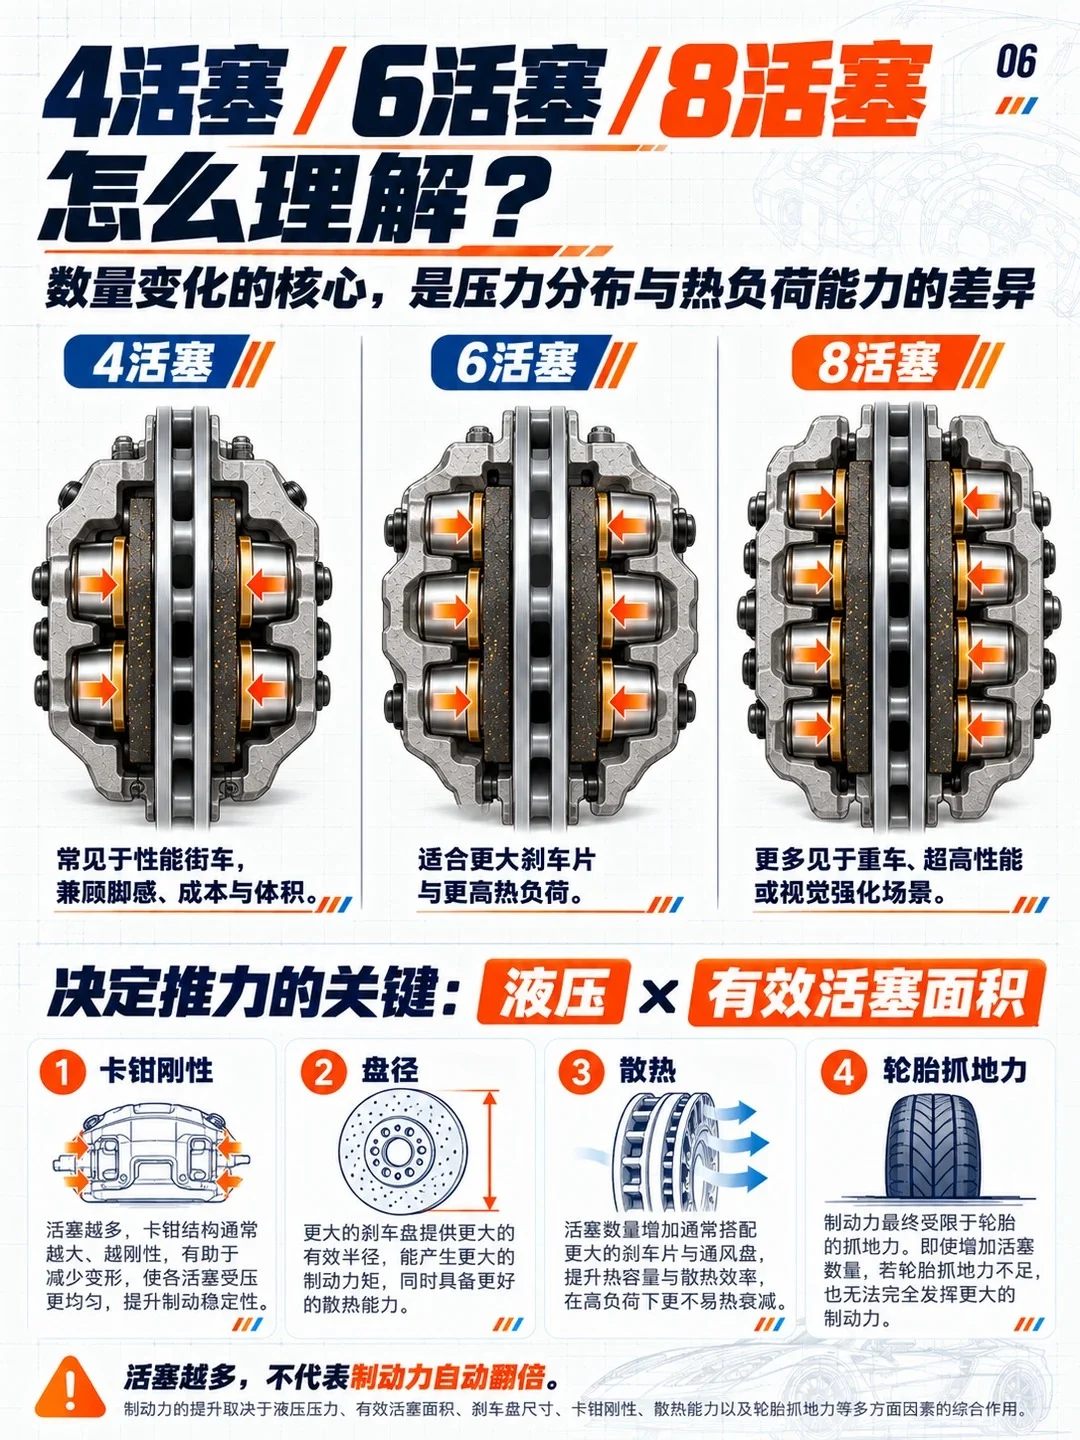 4活塞/6活塞/8活塞
06
怎么理解?
数量变化的核心，是压力分布与热负荷能力的差异
4活塞
6活塞
8活塞
常见于性能街车，
兼顾脚感、成本与体积。
适合更大刹车片
与更高热负荷。
更多见于重车、超高性能
或视觉强化场景。
决定推力的关键：液压×有效活塞面积
1 卡钳刚性
活塞越多，卡钳结构通常
越大、越刚性，有助于
减少变形，使各活塞受压
更均匀，提升制动稳定性。
2 盘径
更大的刹车盘提供更大的
有效半径，能产生更大的
制动力矩，同时具备更好
的散热能力。
3 散热
活塞数量增加通常搭配
更大的刹车片与通风盘，
提升热容量与散热效率，
在高负荷下更不易热衰减。
4 轮胎抓地力
制动力最终受限于轮胎
的抓地力。即使增加活塞
数量，若轮胎抓地力不足，
也无法完全发挥更大的
制动力。
活塞越多，不代表制动力自动翻倍。
制动力的提升取决于液压压力、有效活塞面积、刹车盘尺寸、卡钳刚性、散热能力以及轮胎抓地力等多方面因素的综合作用。